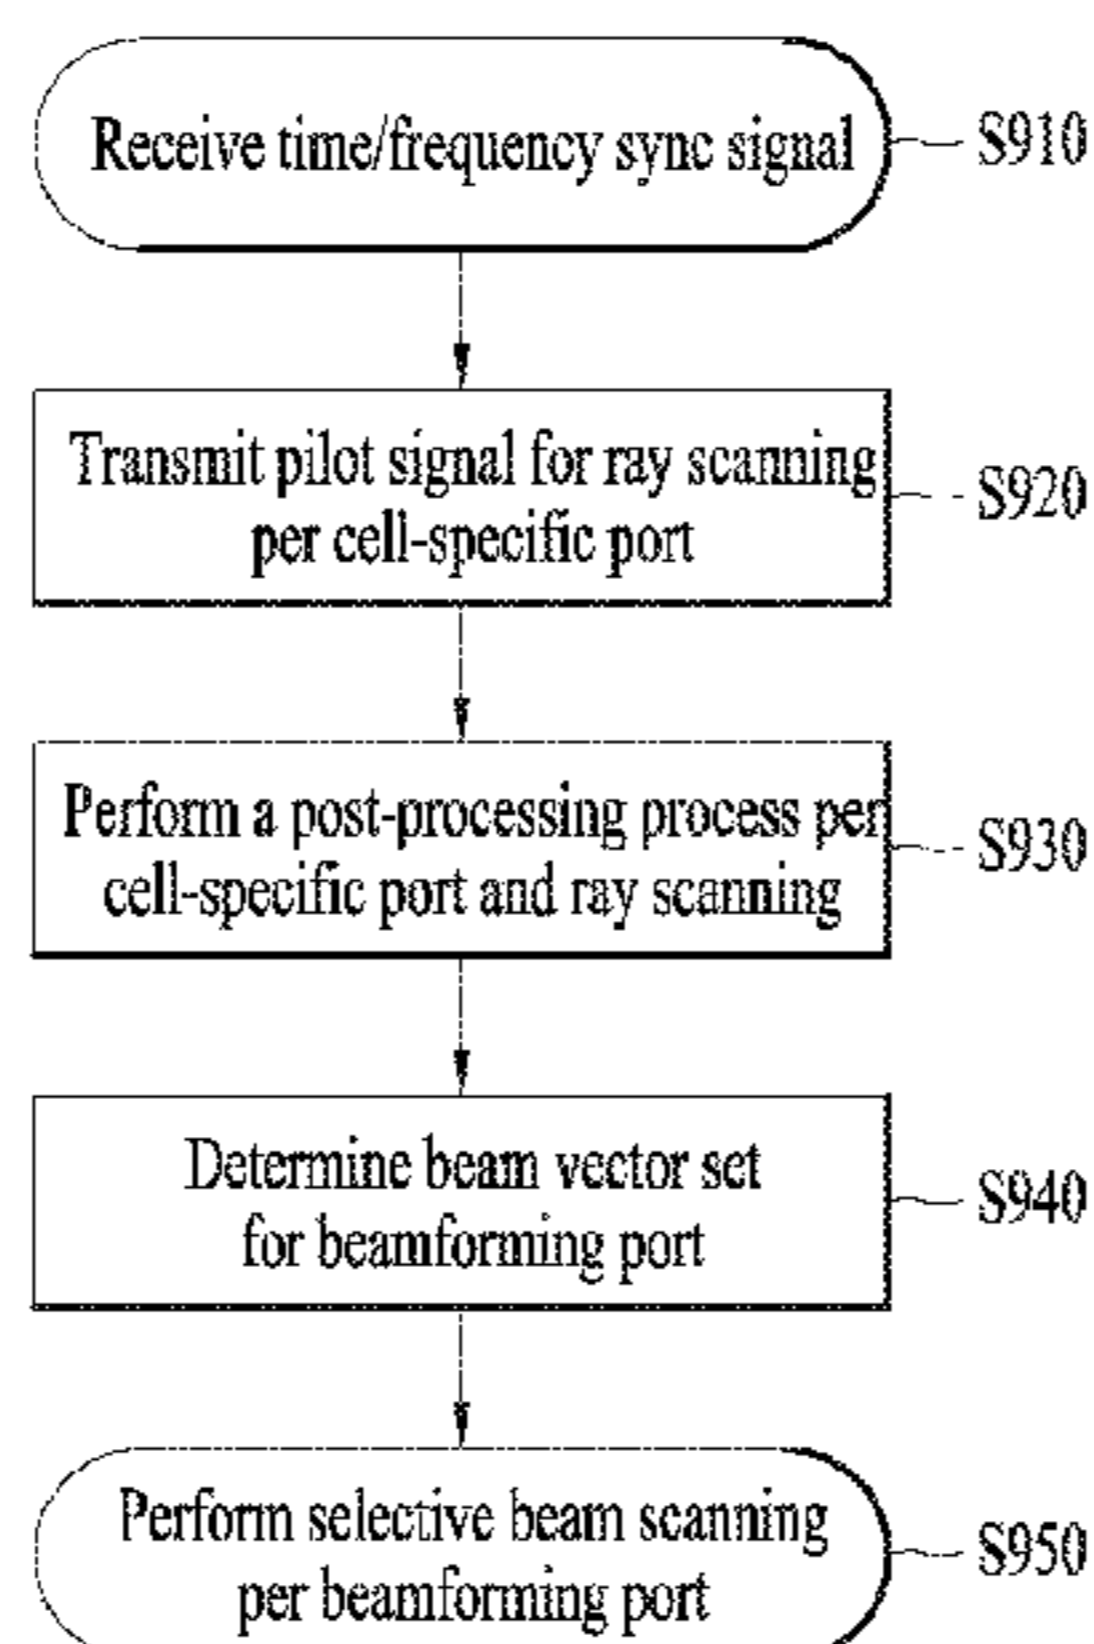 Receive time/frequency sync signal
S910
Transmit pilot signal for ray scanning
per cell-specific port
S920
Perform a post-processing process per
cell-specific port and ray scanning
S930
Determine beam vector set
for beamforming port
S940
Perform selective beam scanning
per beamforming port
S950